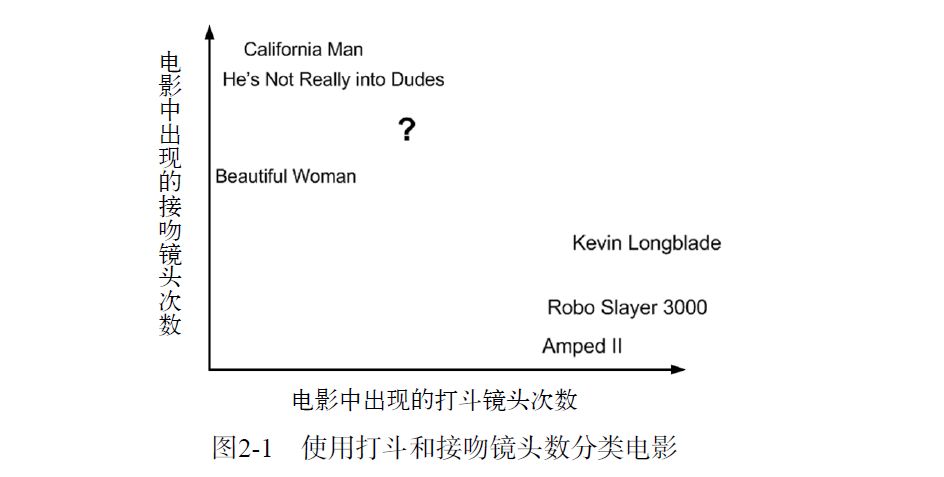 电影中出现的接吻镜头次数
California Man
He's Not Really into Dudes
?
Beautiful Woman
Kevin Longblade
Robo Slayer 3000
Amped II
电影中出现的打斗镜头次数
图2-1 使用打斗和接吻镜头数分类电影